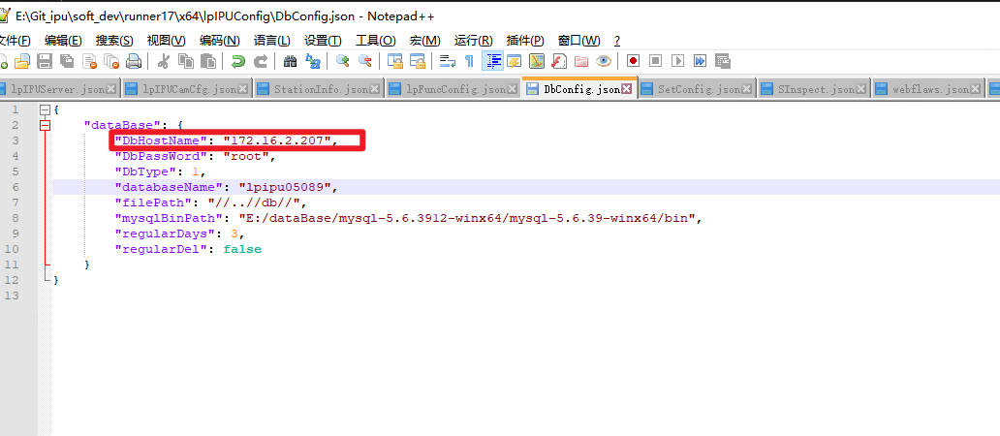 E:\Git_ipu\soft_dev\runner17\x64\lpIPUConfig\DbConfig.json - Notepad++
文件(F) 编辑(E) 搜索(S) 视图(V) 编码(N) 语言(L) 设置(T) 工具(O) 宏(M) 运行(R) 插件(P) 窗口(W) ?
lpIPUServer.json lpIPUCamCfg.json StationInfo.json lpFuncConfig.json DbConfig.json SetConfig.json SInspect.json webflaws.json
1 {
2 "dataBase": {
3 "DbHostName": "172.16.2.207",
4 "DbPassWord": "root",
5 "DbType": 1,
6 "databaseName": "lpipu05089",
7 "filePath": "//..//db//",
8 "mysqlBinPath": "E:/dataBase/mysql-5.6.3912-winx64/mysql-5.6.39-winx64/bin",
9 "regularDays": 3,
10 "regularDel": false
11 }
12 }
13